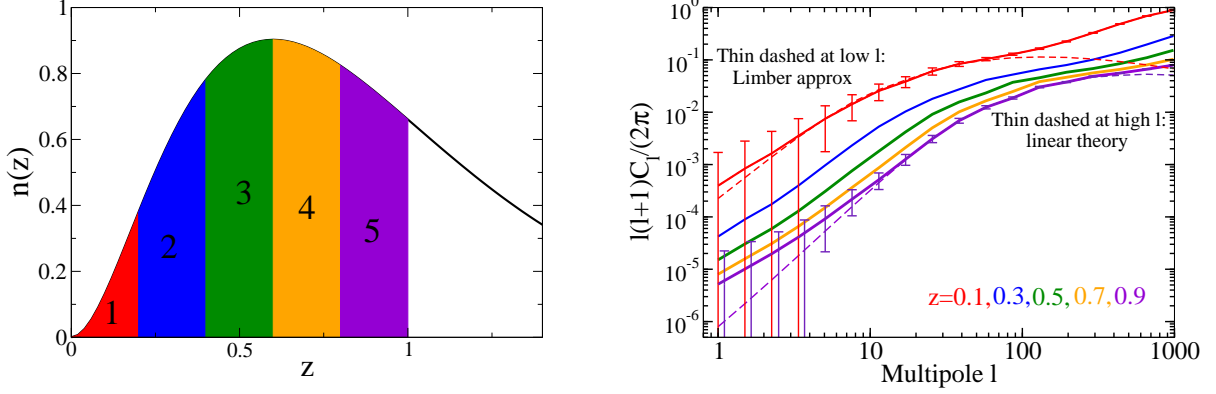 n(z)
1
0.8
0.6
0.4
0.2
0
1
2
3
4
5
0
0.5
1
z
l(l+1)C_l/(2π)
10^0
10^-1
10^-2
10^-3
10^-4
10^-5
10^-6
Thin dashed at low l:
Limber approx
Thin dashed at high l:
linear theory
z=0.1,0.3,0.5,0.7,0.9
1
10
100
1000
Multipole l